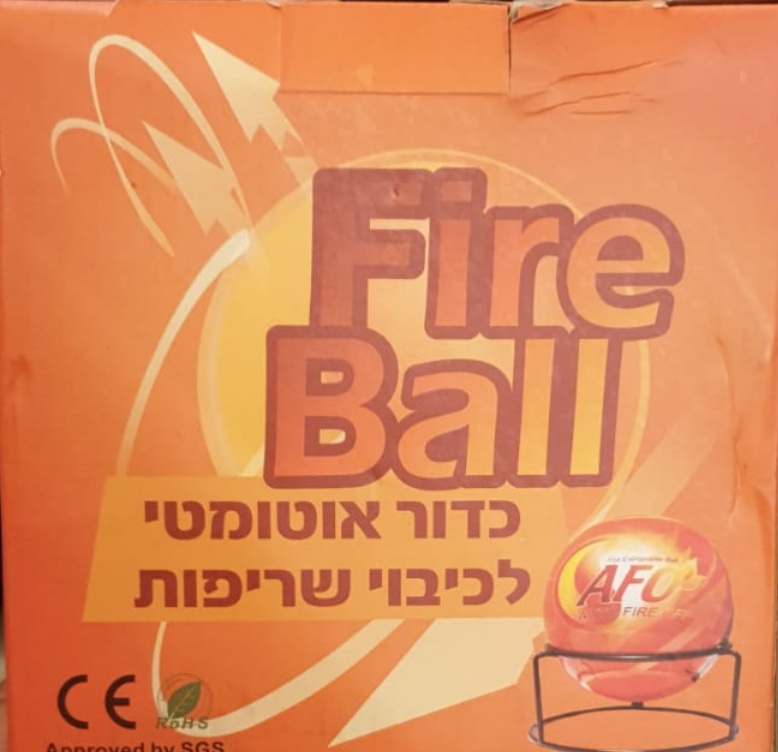 Fire
Ball
כדור אוטומטי
לכיבוי שריפות
AFO
FIRE
CE
RoHS
Approved by SGS